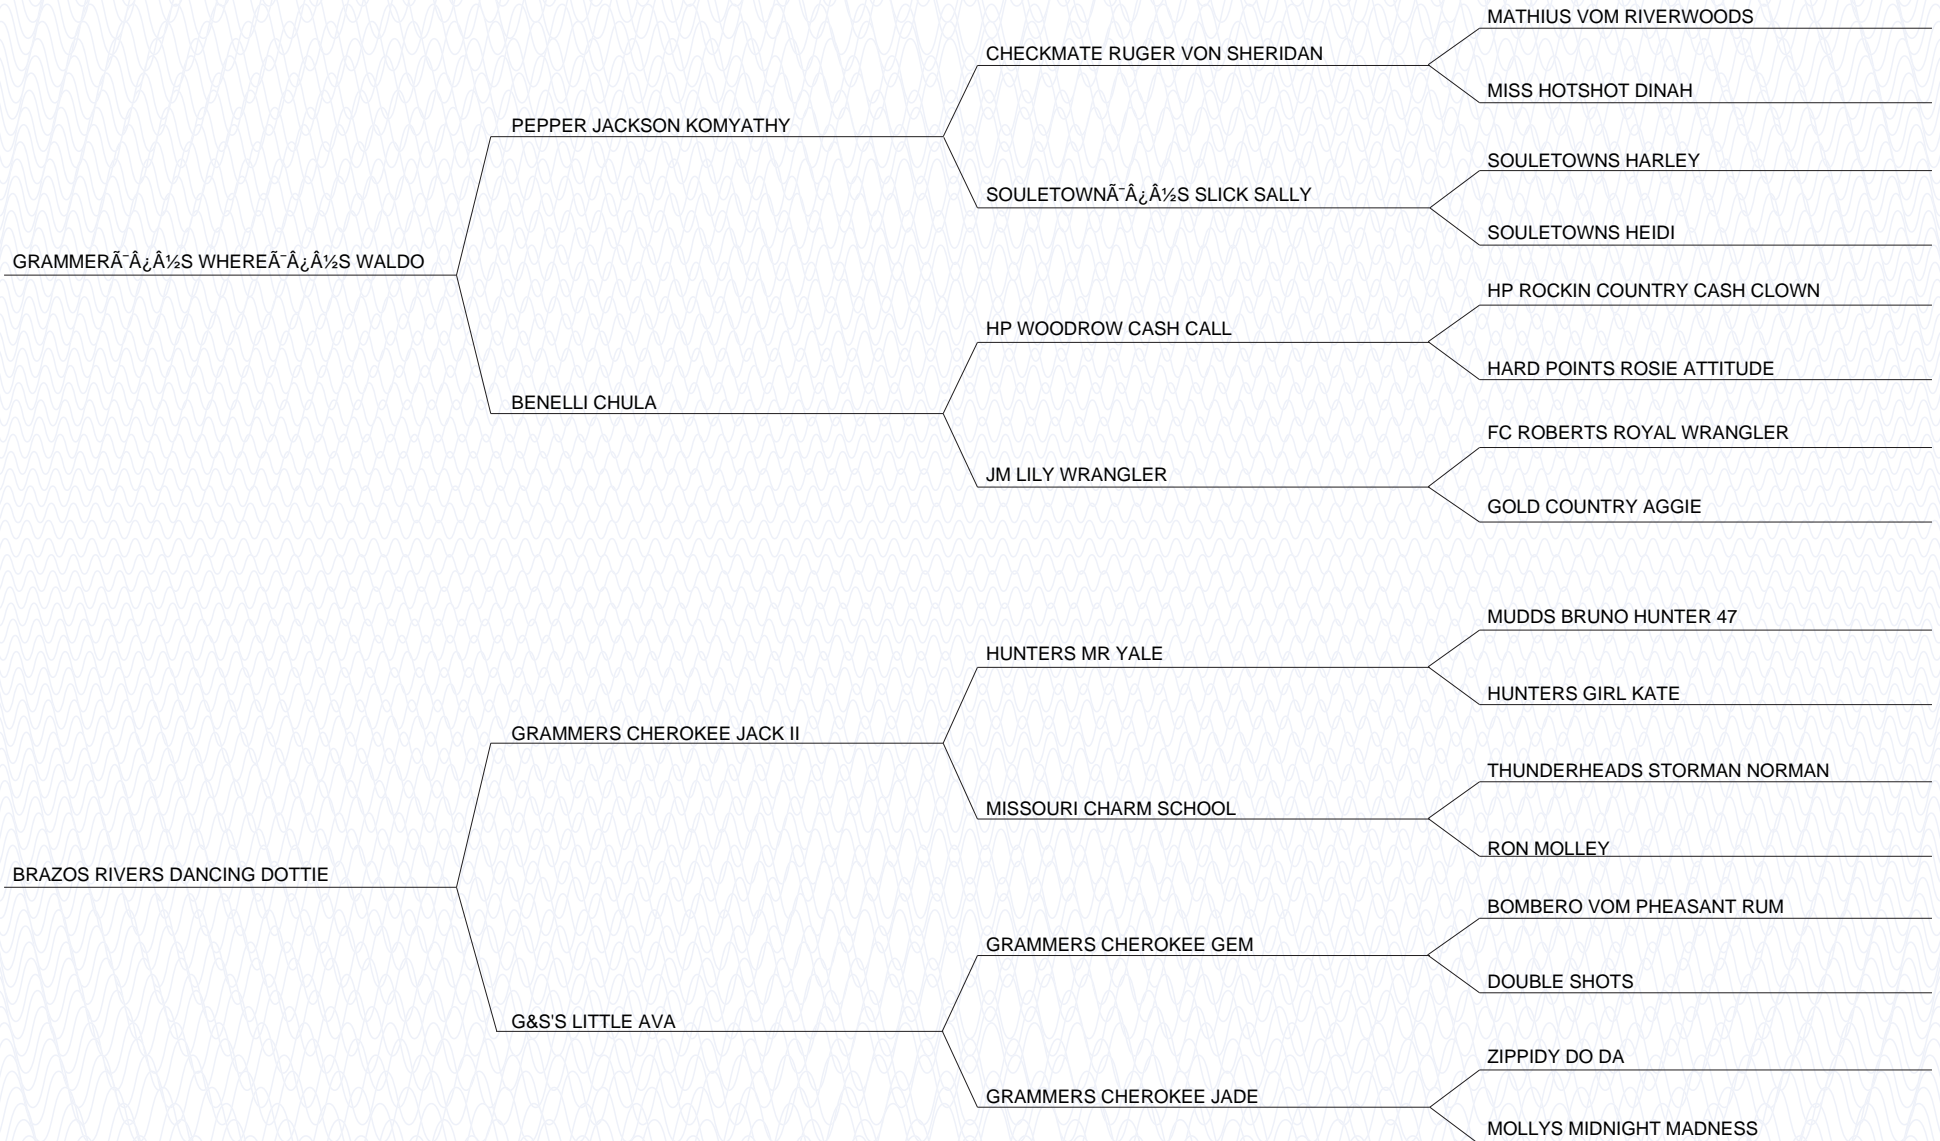 MATHIUS VOM RIVERWOODS
CHECKMATE RUGER VON SHERIDAN
MISS HOTSHOT DINAH
PEPPER JACKSON KOMYATHY
SOULETOWNS HARLEY
SOULETOWNÃ¯Â¿Â½S SLICK SALLY
SOULETOWNS HEIDI
GRAMMERÃ¯Â¿Â½S WHEREÃ¯Â¿Â½S WALDO
HP ROCKIN COUNTRY CASH CLOWN
HP WOODROW CASH CALL
HARD POINTS ROSIE ATTITUDE
BENELLI CHULA
FC ROBERTS ROYAL WRANGLER
JM LILY WRANGLER
GOLD COUNTRY AGGIE
MUDDS BRUNO HUNTER 47
HUNTERS MR YALE
HUNTERS GIRL KATE
GRAMMERS CHEROKEE JACK II
THUNDERHEADS STORMAN NORMAN
MISSOURI CHARM SCHOOL
RON MOLLEY
BRAZOS RIVERS DANCING DOTTIE
BOMBERO VOM PHEASANT RUM
GRAMMERS CHEROKEE GEM
DOUBLE SHOTS
G&S'S LITTLE AVA
ZIPPIDY DO DA
GRAMMERS CHEROKEE JADE
MOLLYS MIDNIGHT MADNESS